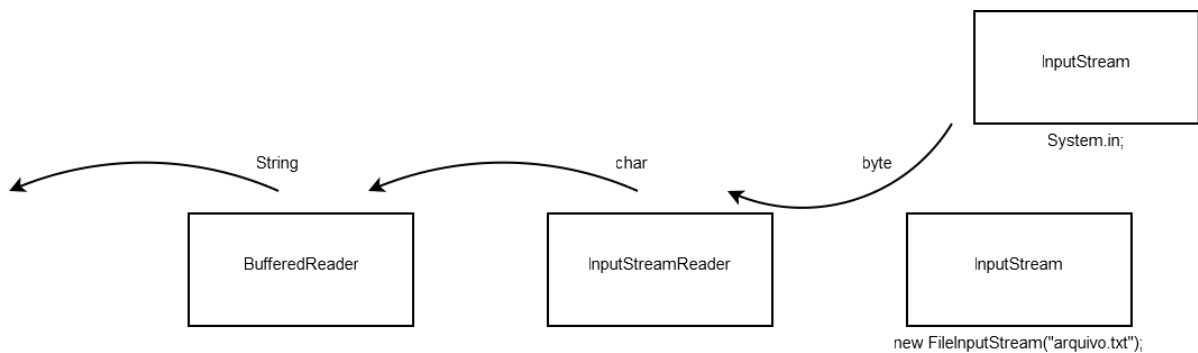 InputStream
System.in;
String
char
byte
BufferedReader
InputStreamReader
InputStream
new FileInputStream("arquivo.txt");